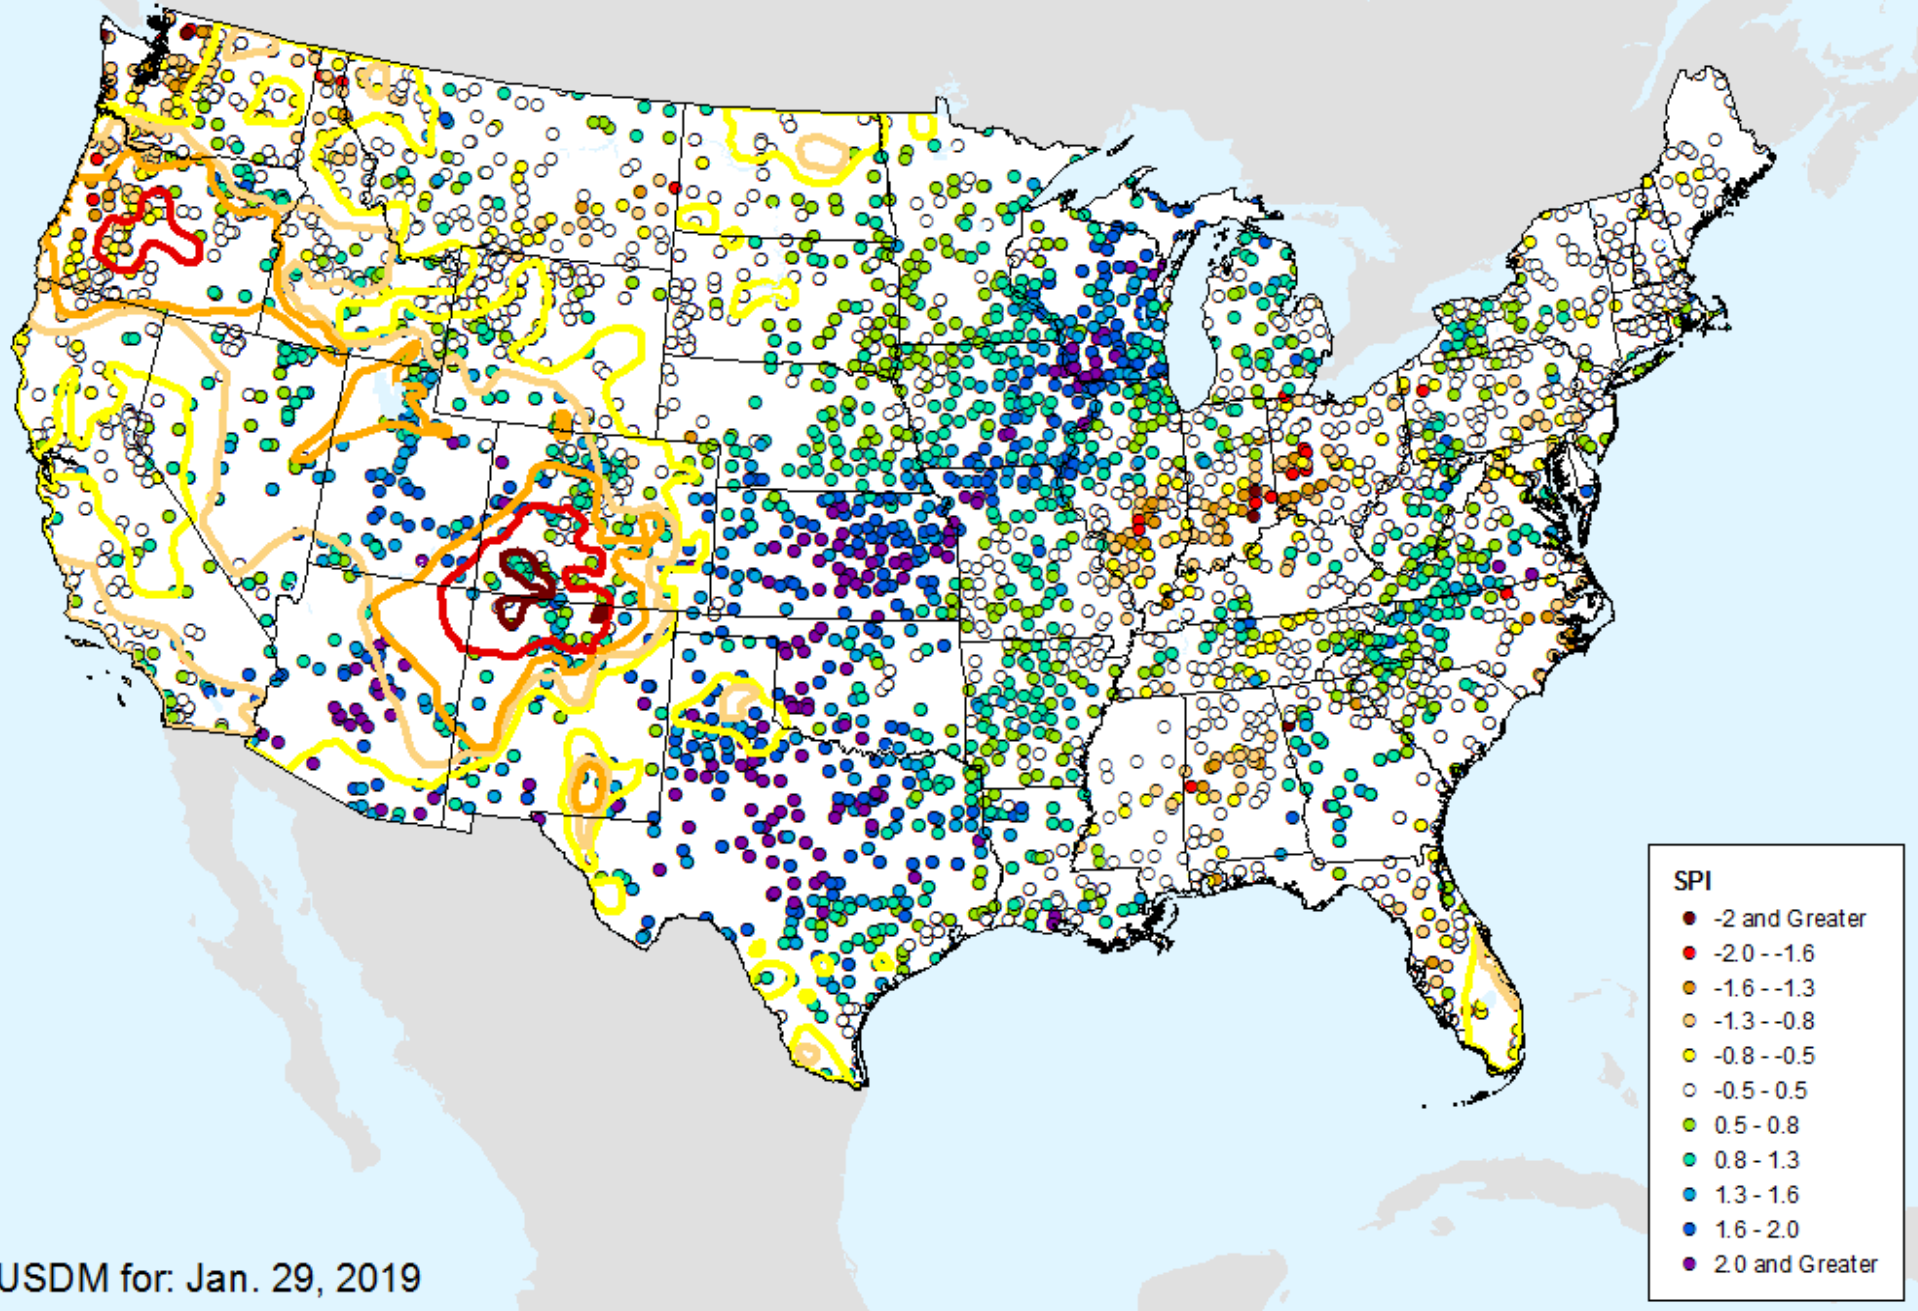 SPI
-2 and Greater
-2.0 - -1.6
-1.6 - -1.3
-1.3 - -0.8
-0.8 - -0.5
-0.5 - 0.5
0.5 - 0.8
0.8 - 1.3
1.3 - 1.6
1.6 - 2.0
2.0 and Greater
USDM for: Jan. 29, 2019